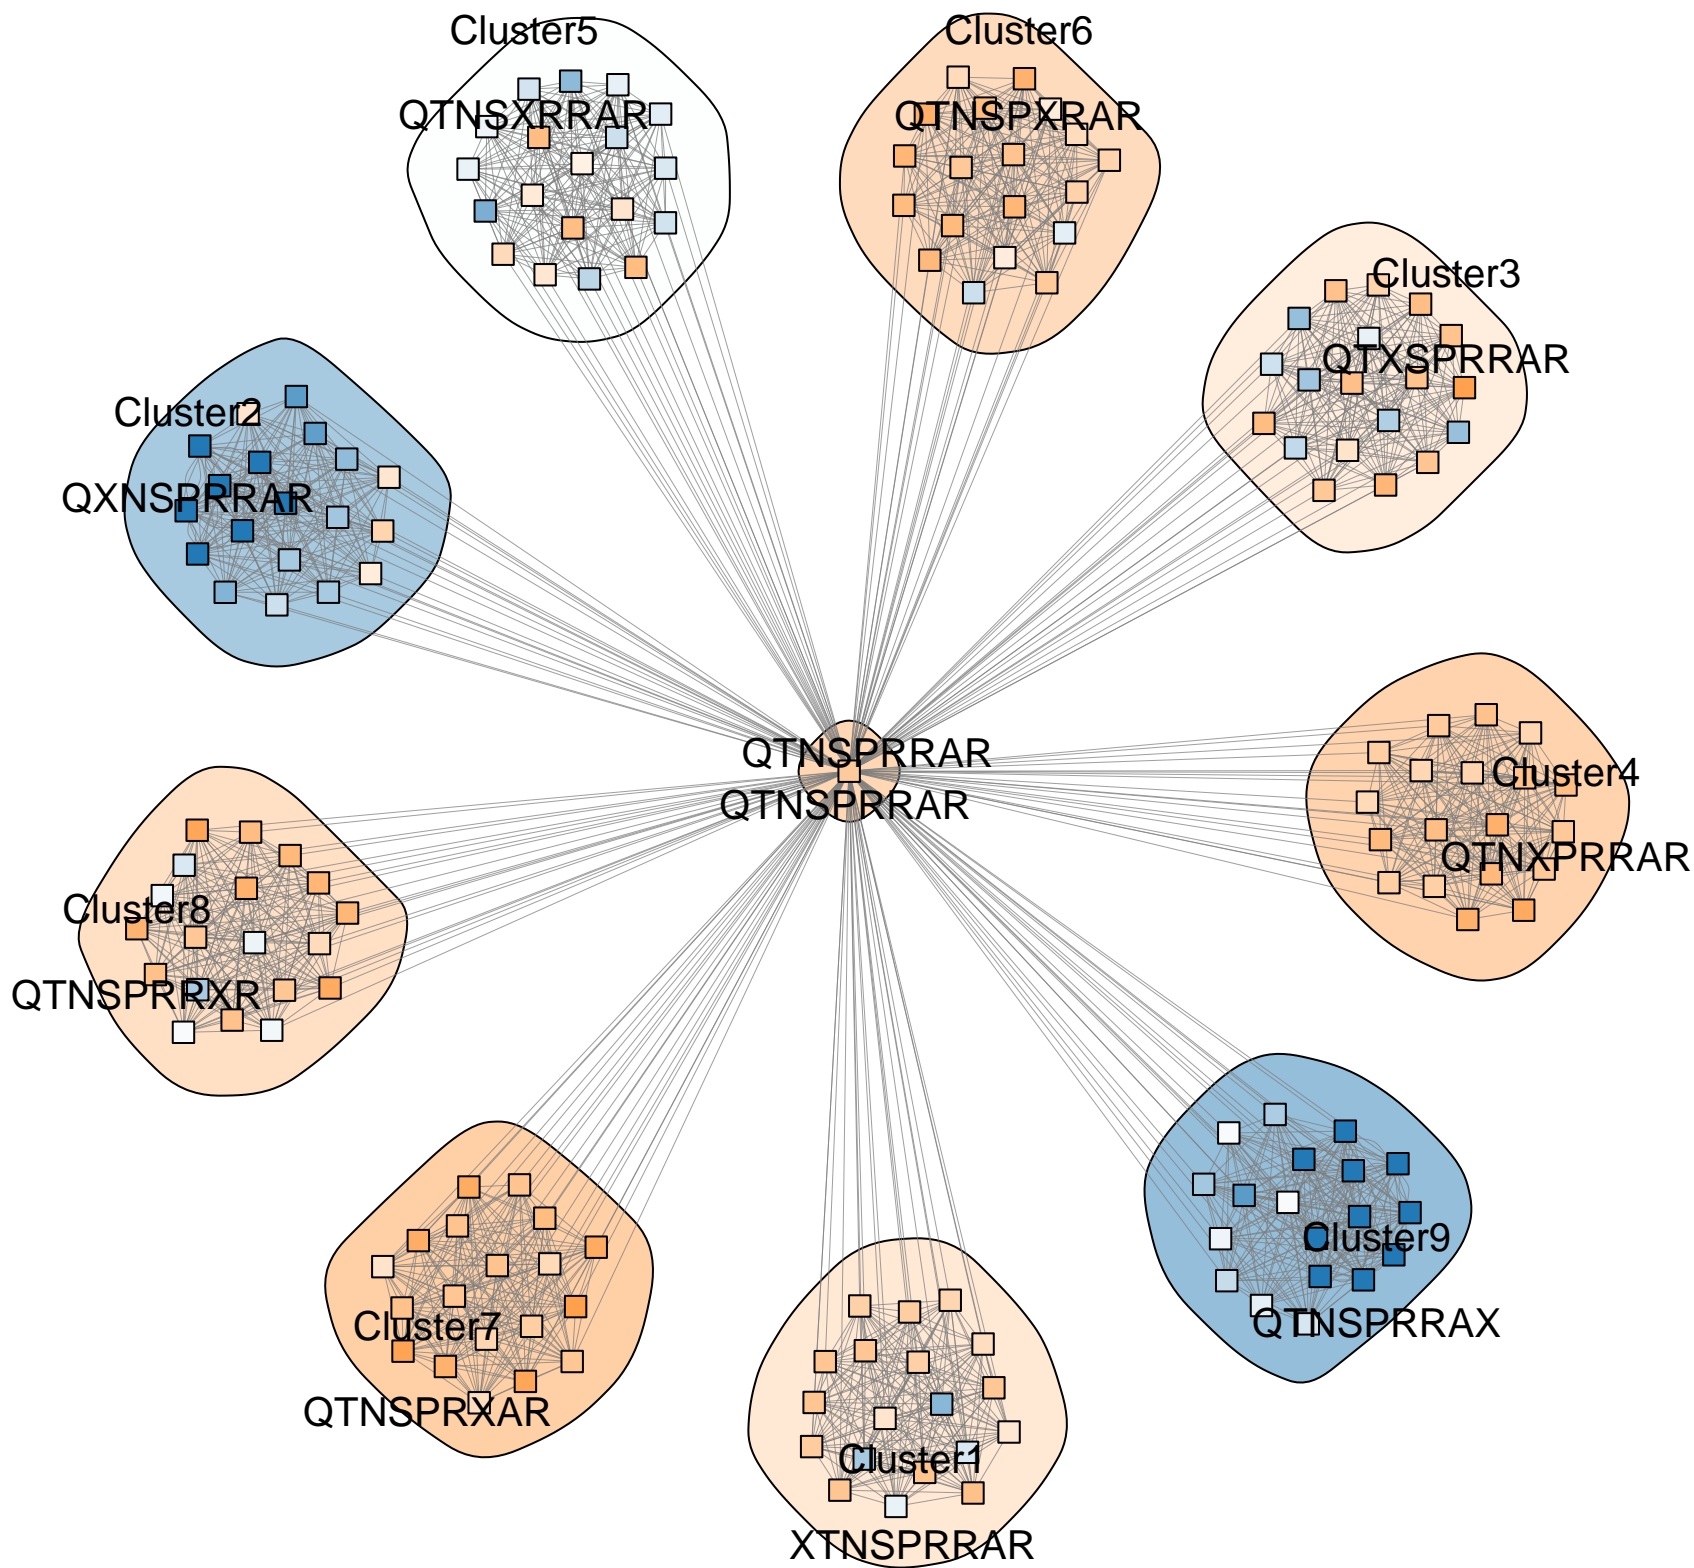 Cluster5
QTNSXRRAR
Cluster6
QTNSPXRAR
Cluster3
QTXSPRRAR
Cluster2
QXNSPRRAR
QTNSPRRAR
QTNSPRRAR
Cluster4
QTNXPRRAR
Cluster8
QTNSPRRXR
Cluster9
QTNSPRRAX
Cluster7
QTNSPRXAR
Cluster1
XTNSPRRAR